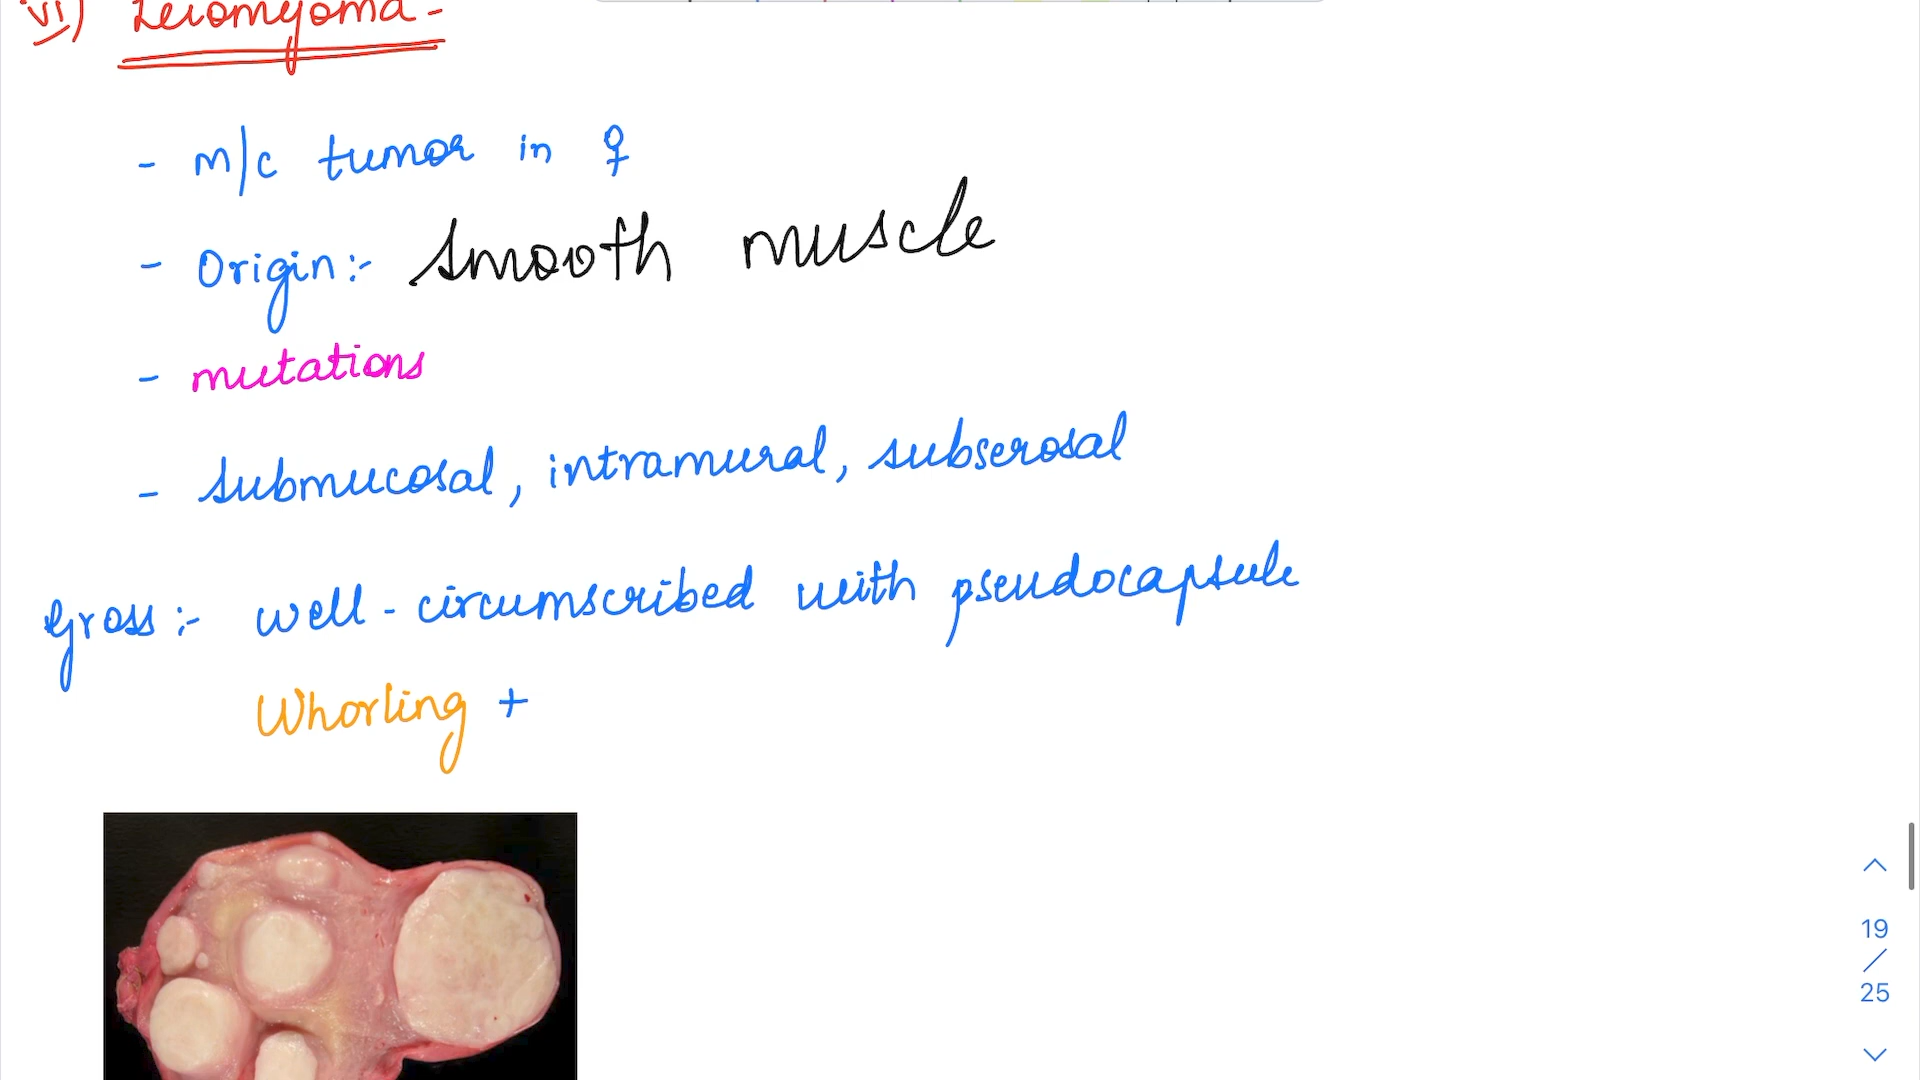 vi) Leiomyoma -
- m/c tumor in ♀
- Origin:- Smooth muscle
- mutations
- Submucosal, intramural, subserosal
Gross :- well-circumscribed with pseudocapsule
Whorling +
19
/
25